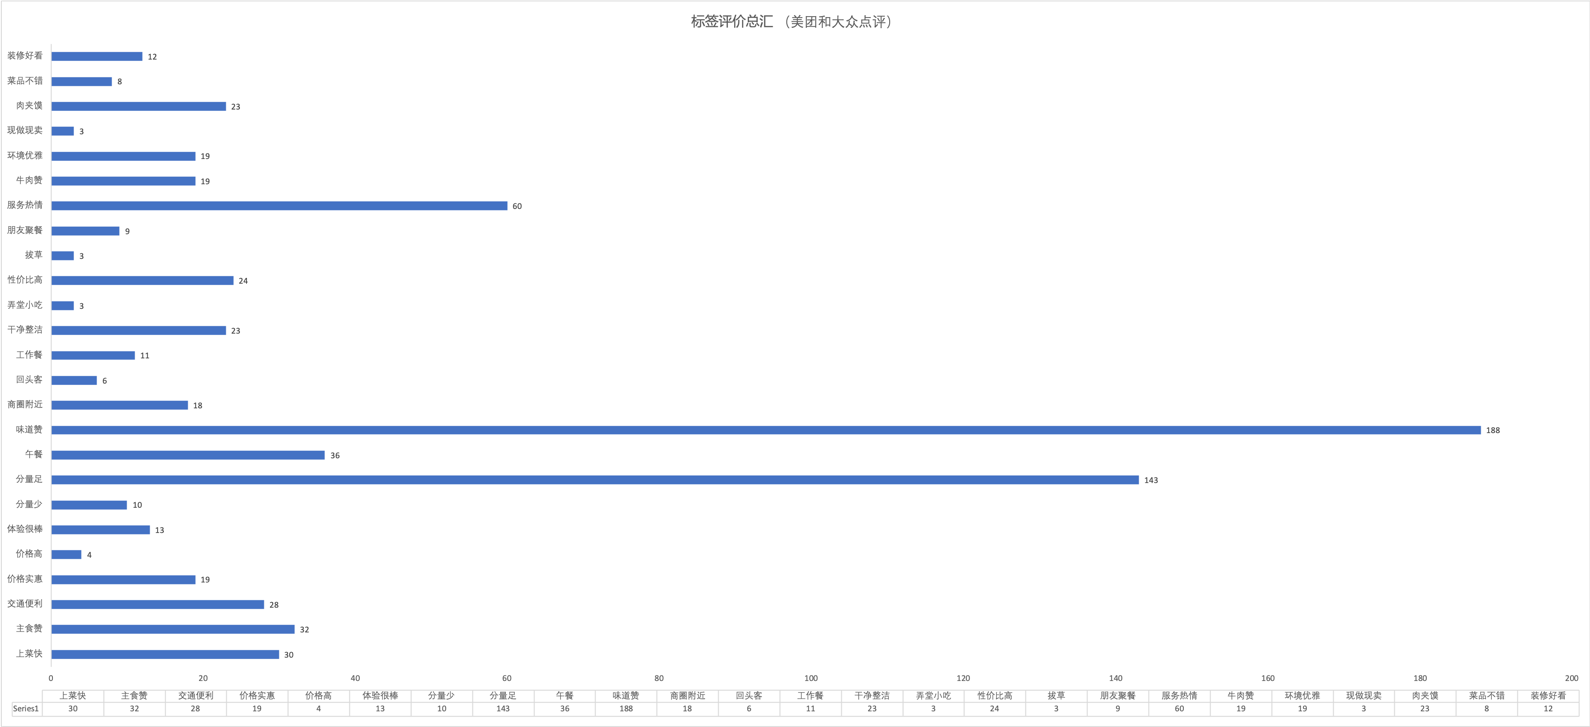 标签评价总汇 （美团和大众点评）
装修好看 12
菜品不错 8
肉夹馍 23
现做现卖 3
环境优雅 19
牛肉赞 19
服务热情 60
朋友聚餐 9
拔草 3
性价比高 24
弄堂小吃 3
干净整洁 23
工作餐 11
回头客 6
商圈附近 18
味道赞 188
午餐 36
分量足 143
分量少 10
体验很棒 13
价格高 4
价格实惠 19
交通便利 28
主食赞 32
上菜快 30
0 20 40 60 80 100 120 140 160 180 200
上菜快 主食赞 交通便利 价格实惠 价格高 体验很棒 分量少 分量足 午餐 味道赞 商圈附近 回头客 工作餐 干净整洁 弄堂小吃 性价比高 拔草 朋友聚餐 服务热情 牛肉赞 环境优雅 现做现卖 肉夹馍 菜品不错 装修好看
Series1 30 32 28 19 4 13 10 143 36 188 18 6 11 23 3 24 3 9 60 19 19 3 23 8 12